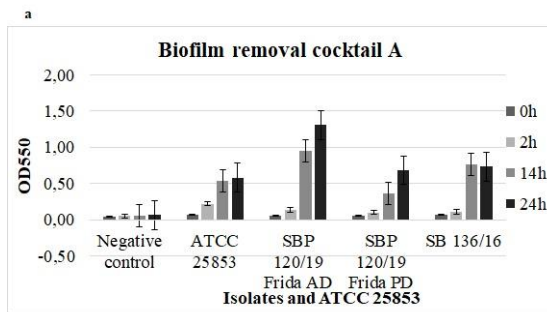 a
Biofilm removal cocktail A
OD550
2,00
1,50
1,00
0,50
0,00
-0,50
Negative control
ATCC 25853
SBP 120/19 Frida AD
SBP 120/19 Frida PD
SB 136/16
Isolates and ATCC 25853
0h
2h
14h
24h